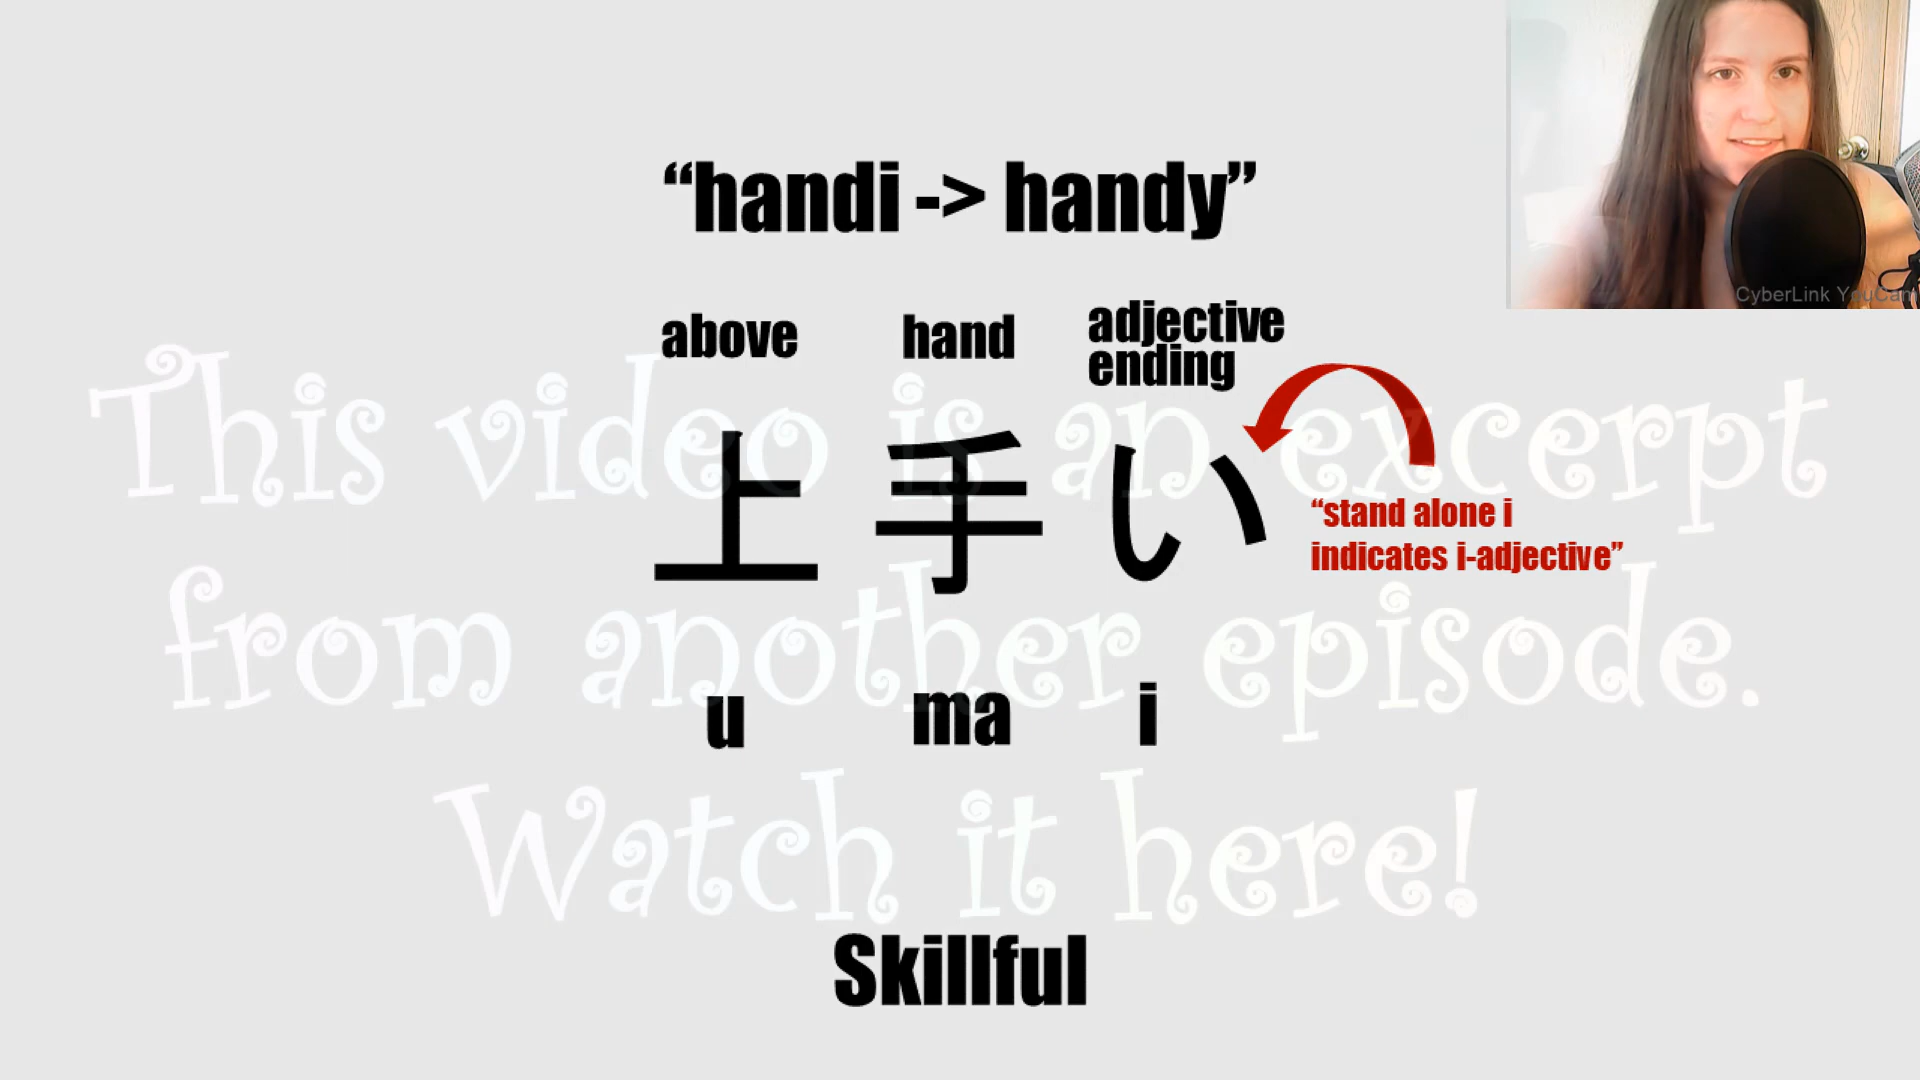 “handi -> handy”
above hand adjective ending
上手い
“stand alone i
indicates i-adjective”
u ma i
Skillful
This video is an excerpt
from another episode.
Watch it here!
CyberLink YouCam